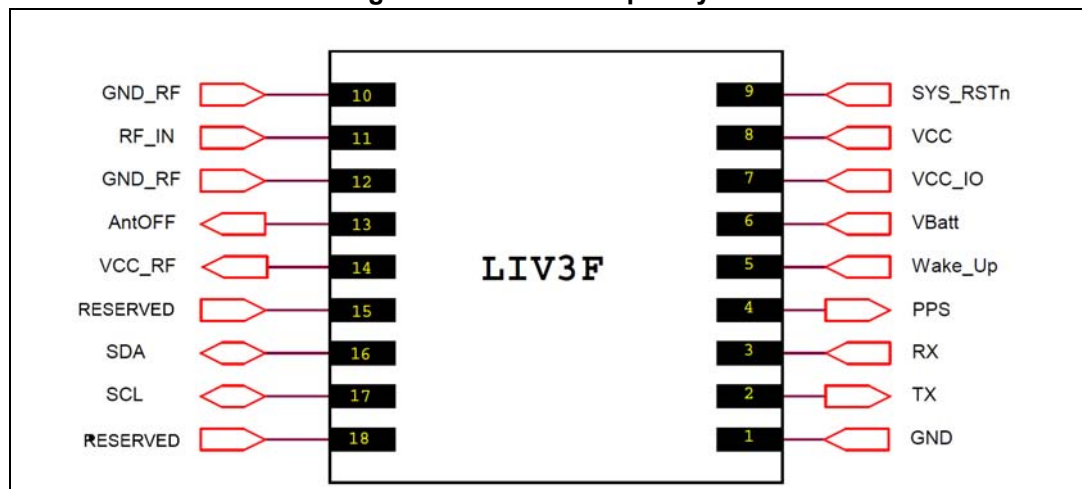 GND_RF 10 9 SYS_RSTn
RF_IN 11 8 VCC
GND_RF 12 7 VCC_IO
AntOFF 13 6 VBatt
VCC_RF 14 LIV3F 5 Wake_Up
RESERVED 15 4 PPS
SDA 16 3 RX
SCL 17 2 TX
RESERVED 18 1 GND